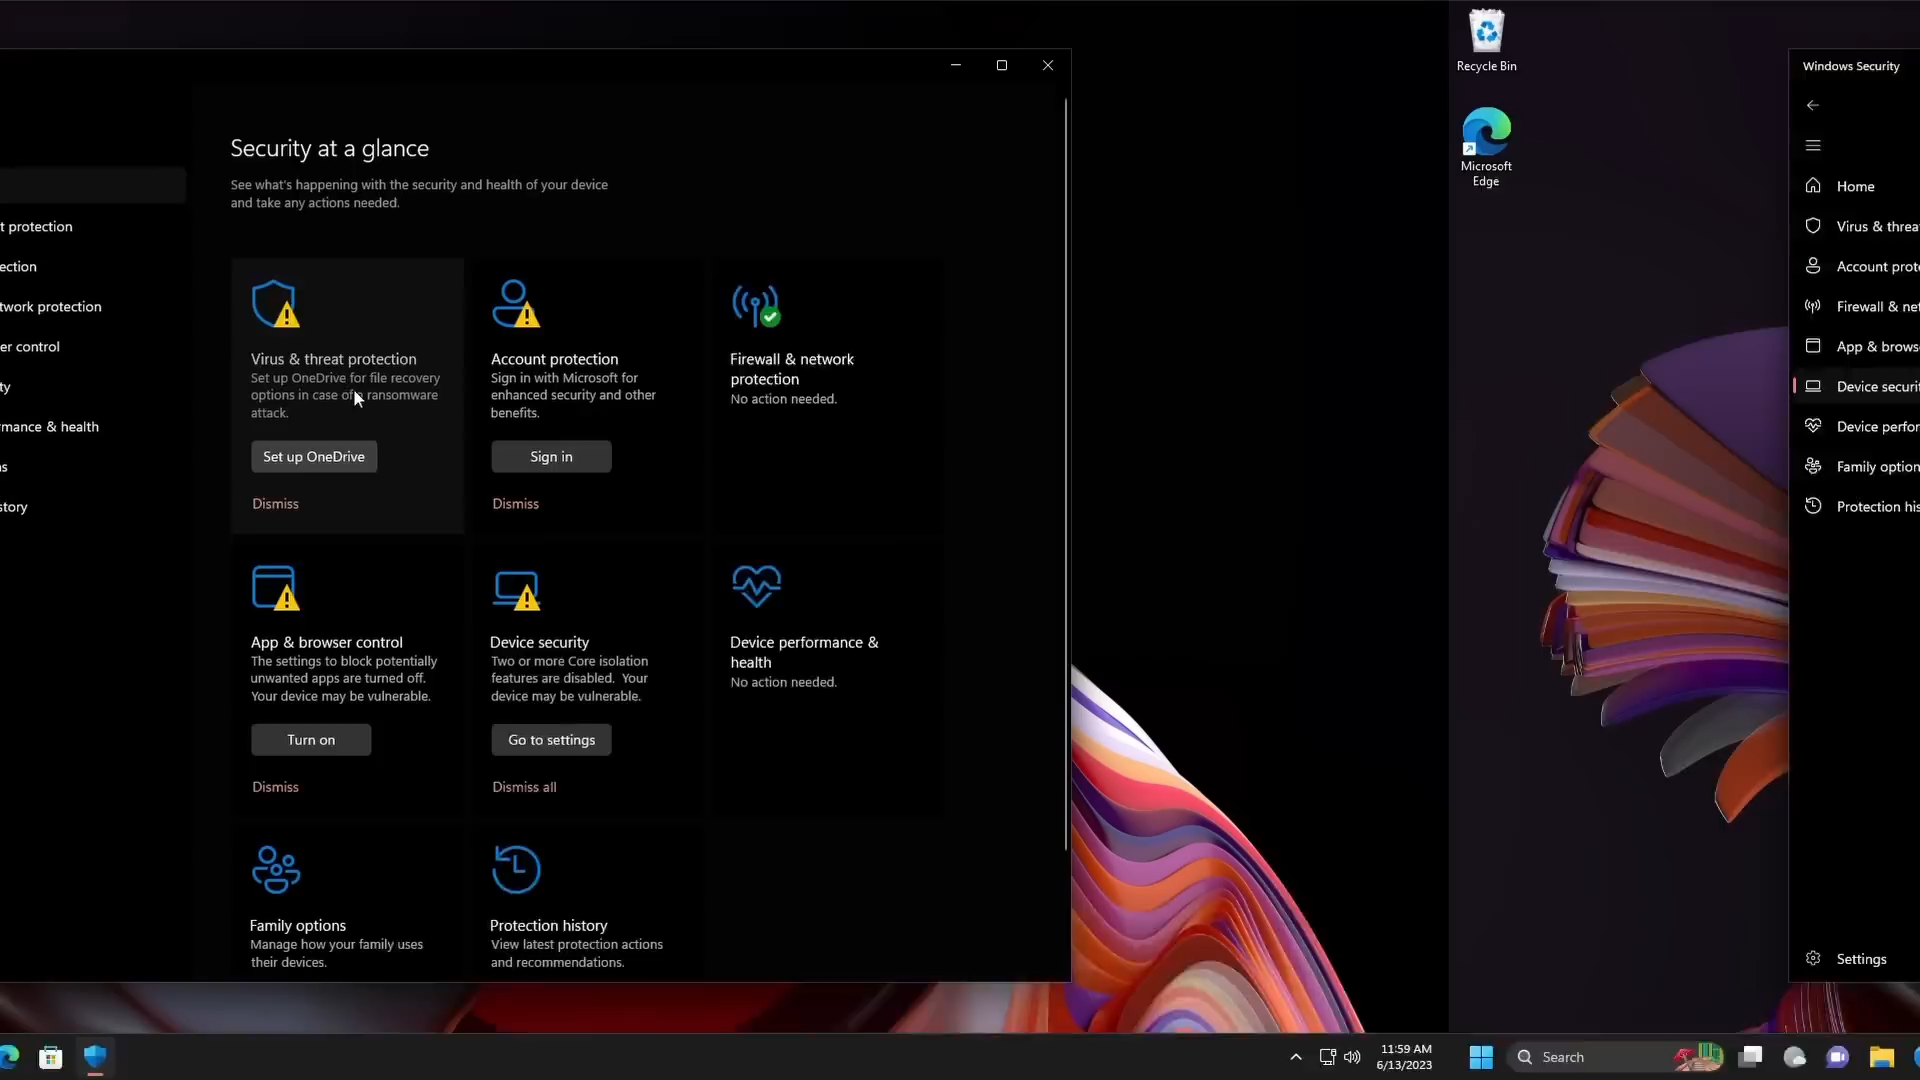 Security at a glance
See what's happening with the security and health of your device
and take any actions needed.
t protection
ection
twork protection
er control
ty
mance & health
ns
story
Virus & threat protection
Set up OneDrive for file recovery
options in case of a ransomware
attack.
Set up OneDrive
Dismiss
Account protection
Sign in with Microsoft for
enhanced security and other
benefits.
Sign in
Dismiss
Firewall & network
protection
No action needed.
App & browser control
The settings to block potentially
unwanted apps are turned off.
Your device may be vulnerable.
Turn on
Dismiss
Device security
Two or more Core isolation
features are disabled. Your
device may be vulnerable.
Go to settings
Dismiss all
Device performance &
health
No action needed.
Family options
Manage how your family uses
their devices.
Protection history
View latest protection actions
and recommendations.
11:59 AM
6/13/2023
Recycle Bin
Microsoft
Edge
Windows Security
Home
Virus & threa
Account prote
Firewall & net
App & browse
Device securit
Device perfor
Family option
Protection his
Settings
Search